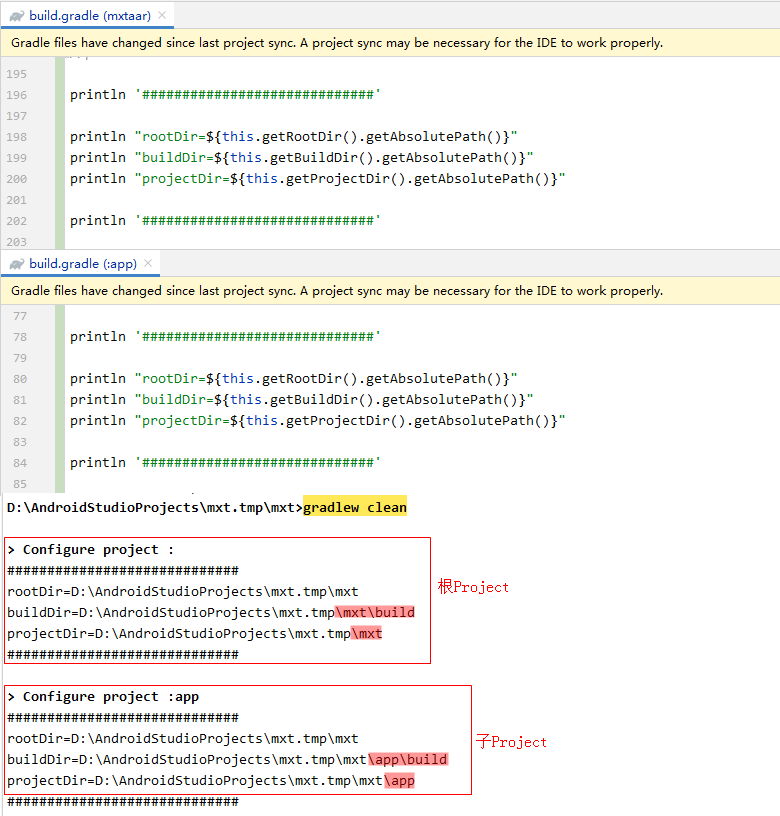 build.gradle (mxtaar) ×
Gradle files have changed since last project sync. A project sync may be necessary for the IDE to work properly.
195
196 println '#############################'
197
198 println "rootDir=${this.getRootDir().getAbsolutePath()}"
199 println "buildDir=${this.getBuildDir().getAbsolutePath()}"
200 println "projectDir=${this.getProjectDir().getAbsolutePath()}"
201
202 println '#############################'
203
build.gradle (:app) ×
Gradle files have changed since last project sync. A project sync may be necessary for the IDE to work properly.
77
78 println '#############################'
79
80 println "rootDir=${this.getRootDir().getAbsolutePath()}"
81 println "buildDir=${this.getBuildDir().getAbsolutePath()}"
82 println "projectDir=${this.getProjectDir().getAbsolutePath()}"
83
84 println '#############################'
85
D:\AndroidStudioProjects\mxt.tmp\mxt>gradlew clean
> Configure project :
#############################
rootDir=D:\AndroidStudioProjects\mxt.tmp\mxt
根Project
buildDir=D:\AndroidStudioProjects\mxt.tmp\mxt\build
projectDir=D:\AndroidStudioProjects\mxt.tmp\mxt
#############################
> Configure project :app
#############################
rootDir=D:\AndroidStudioProjects\mxt.tmp\mxt
子Project
buildDir=D:\AndroidStudioProjects\mxt.tmp\mxt\app\build
projectDir=D:\AndroidStudioProjects\mxt.tmp\mxt\app
#############################